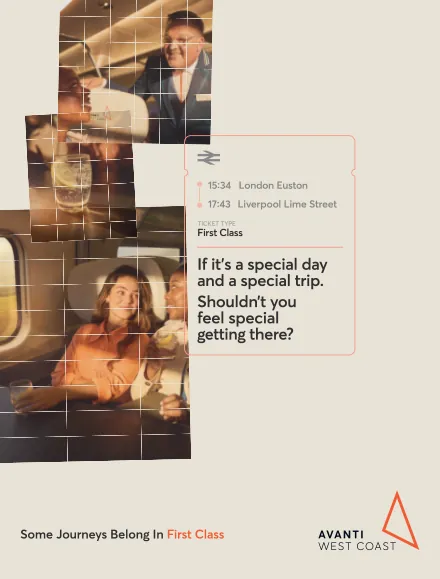 15:34 London Euston
17:43 Liverpool Lime Street
TICKET TYPE
First Class
If it's a special day
and a special trip.
Shouldn't you
feel special
getting there?
Some Journeys Belong In First Class
AVANTI
WEST COAST